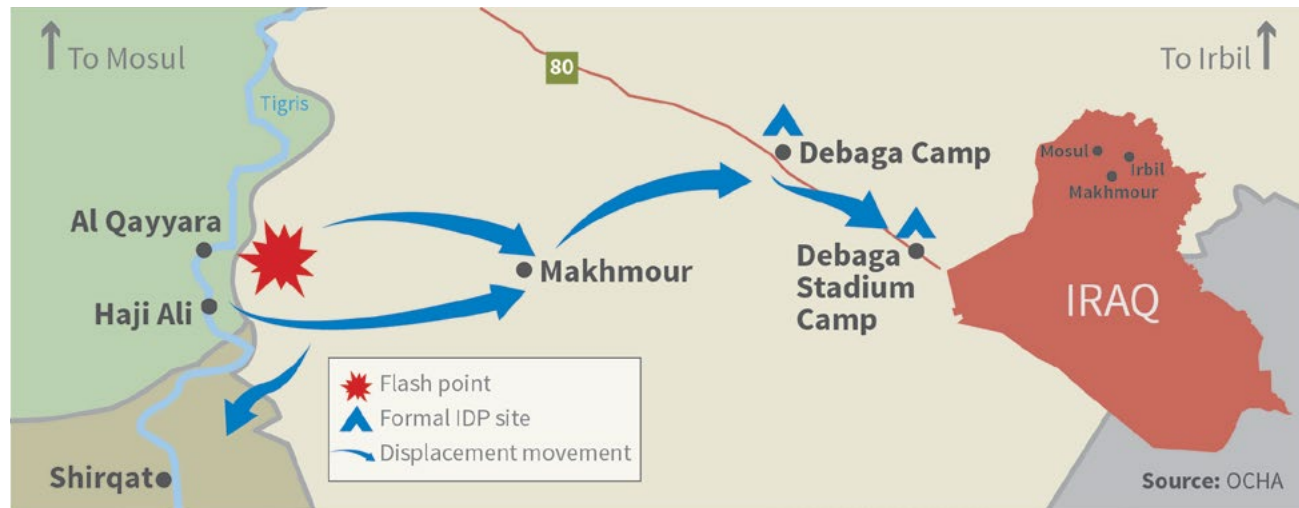 To Mosul
To Irbil
80
Tigris
Debaga Camp
Mosul
Irbil
Makhmour
Al Qayyara
Makhmour
Debaga
Stadium
Camp
Haji Ali
IRAQ
Flash point
Formal IDP site
Displacement movement
Shirqat
Source: OCHA